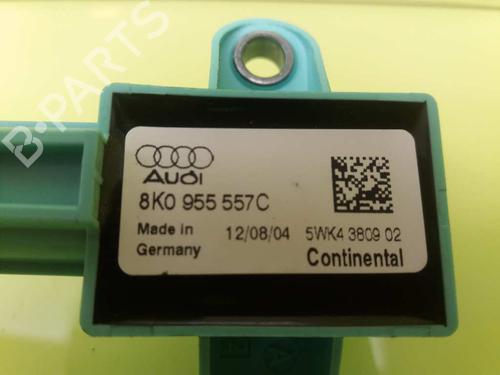 B-PARTS
Audi
8K0 955 557C
Made in 12/08/04 5WK4 3809 02
Germany Continental